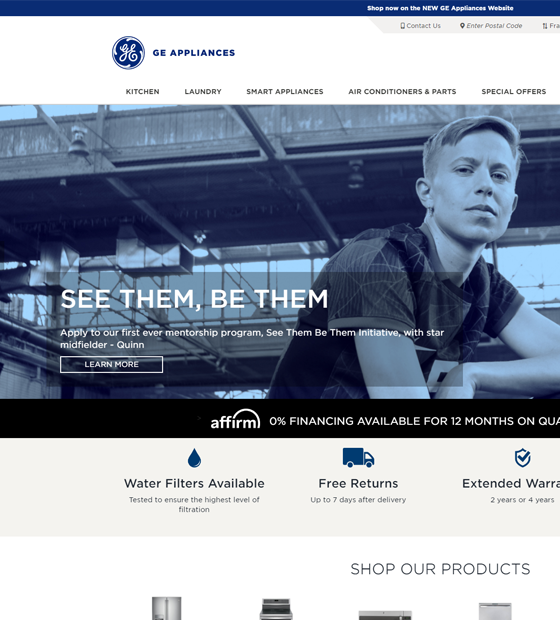 Shop now on the NEW GE Appliances Website
Contact Us Enter Postal Code Fra
GE APPLIANCES
KITCHEN LAUNDRY SMART APPLIANCES AIR CONDITIONERS & PARTS SPECIAL OFFERS
SEE THEM, BE THEM
Apply to our first ever mentorship program, See Them Be Them Initiative, with star
midfielder - Quinn
LEARN MORE
affirm 0% FINANCING AVAILABLE FOR 12 MONTHS ON QUA
Water Filters Available Free Returns Extended Warra
Tested to ensure the highest level of Up to 7 days after delivery 2 years or 4 years
filtration
SHOP OUR PRODUCTS